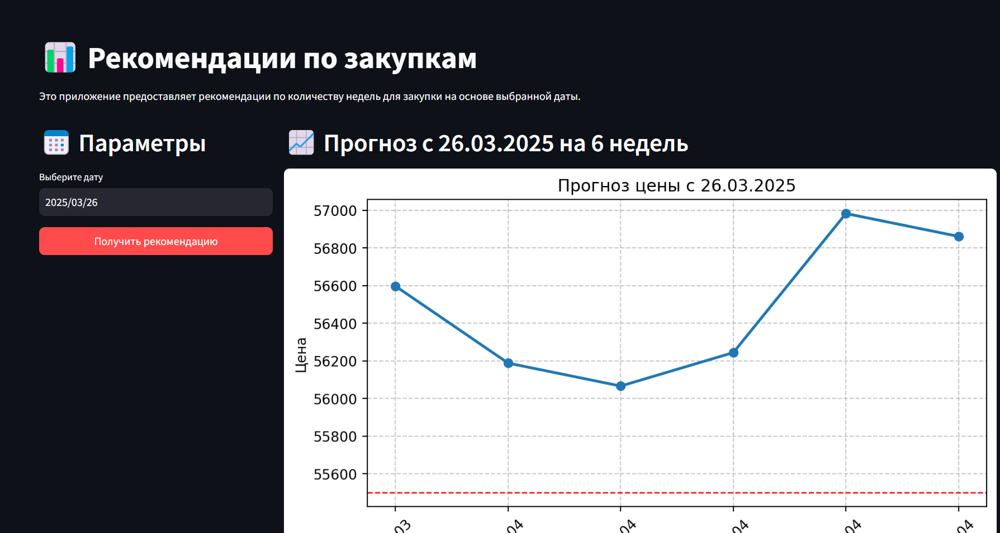 Рекомендации по закупкам
Это приложение предоставляет рекомендации по количеству недель для закупки на основе выбранной даты.
Параметры
Выберите дату
2025/03/26
Получить рекомендацию
Прогноз с 26.03.2025 на 6 недель
Прогноз цены с 26.03.2025
57000
56800
56600
56400
56200
56000
55800
55600
Цена
03
04
04
04
04
04